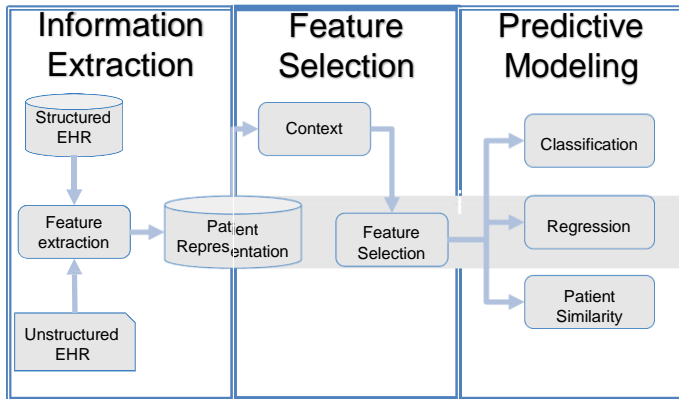 Information
Extraction
Feature
Selection
Predictive
Modeling
Structured
EHR
Feature
extraction
Unstructured
EHR
Patient
Representation
Context
Feature
Selection
Classification
Regression
Patient
Similarity